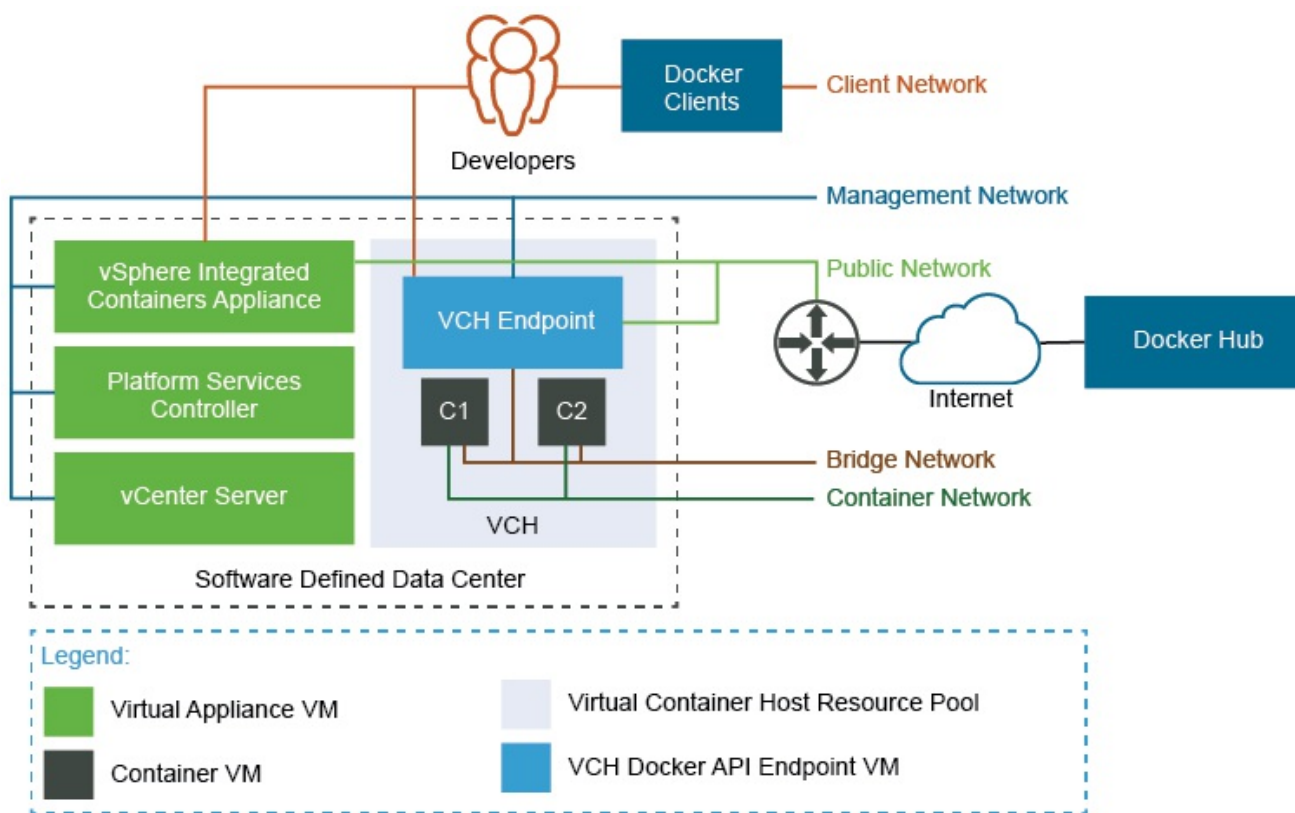 Docker
Clients
Client Network
Developers
Management Network
vSphere Integrated
Containers Appliance
Public Network
VCH Endpoint
Docker Hub
Platform Services
Controller
Internet
C1
C2
Bridge Network
vCenter Server
Container Network
VCH
Software Defined Data Center
Legend:
Virtual Appliance VM
Virtual Container Host Resource Pool
Container VM
VCH Docker API Endpoint VM